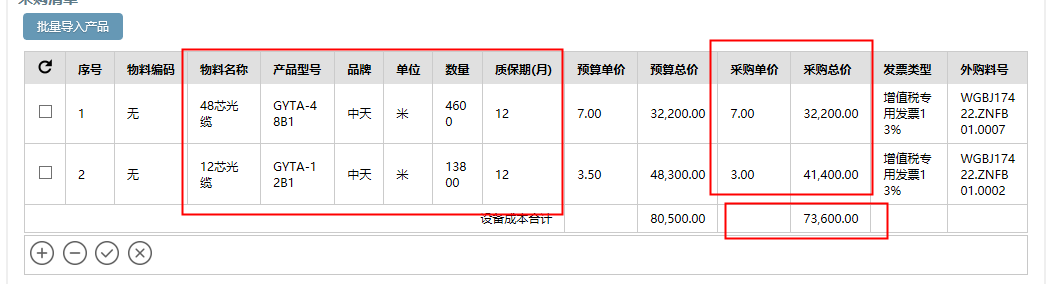 采购清单
批量导入产品
序号 物料编码 物料名称 产品型号 品牌 单位 数量 质保期(月) 预算单价 预算总价 采购单价 采购总价 发票类型 外购料号
1 无 48芯光缆 GYTA-48B1 中天 米 4600 12 7.00 32,200.00 7.00 32,200.00 增值税专用发票13% WGBJ17422.ZNFB01.0007
2 无 12芯光缆 GYTA-12B1 中天 米 13800 12 3.50 48,300.00 3.00 41,400.00 增值税专用发票13% WGBJ17422.ZNFB01.0002
设备成本合计 80,500.00 73,600.00